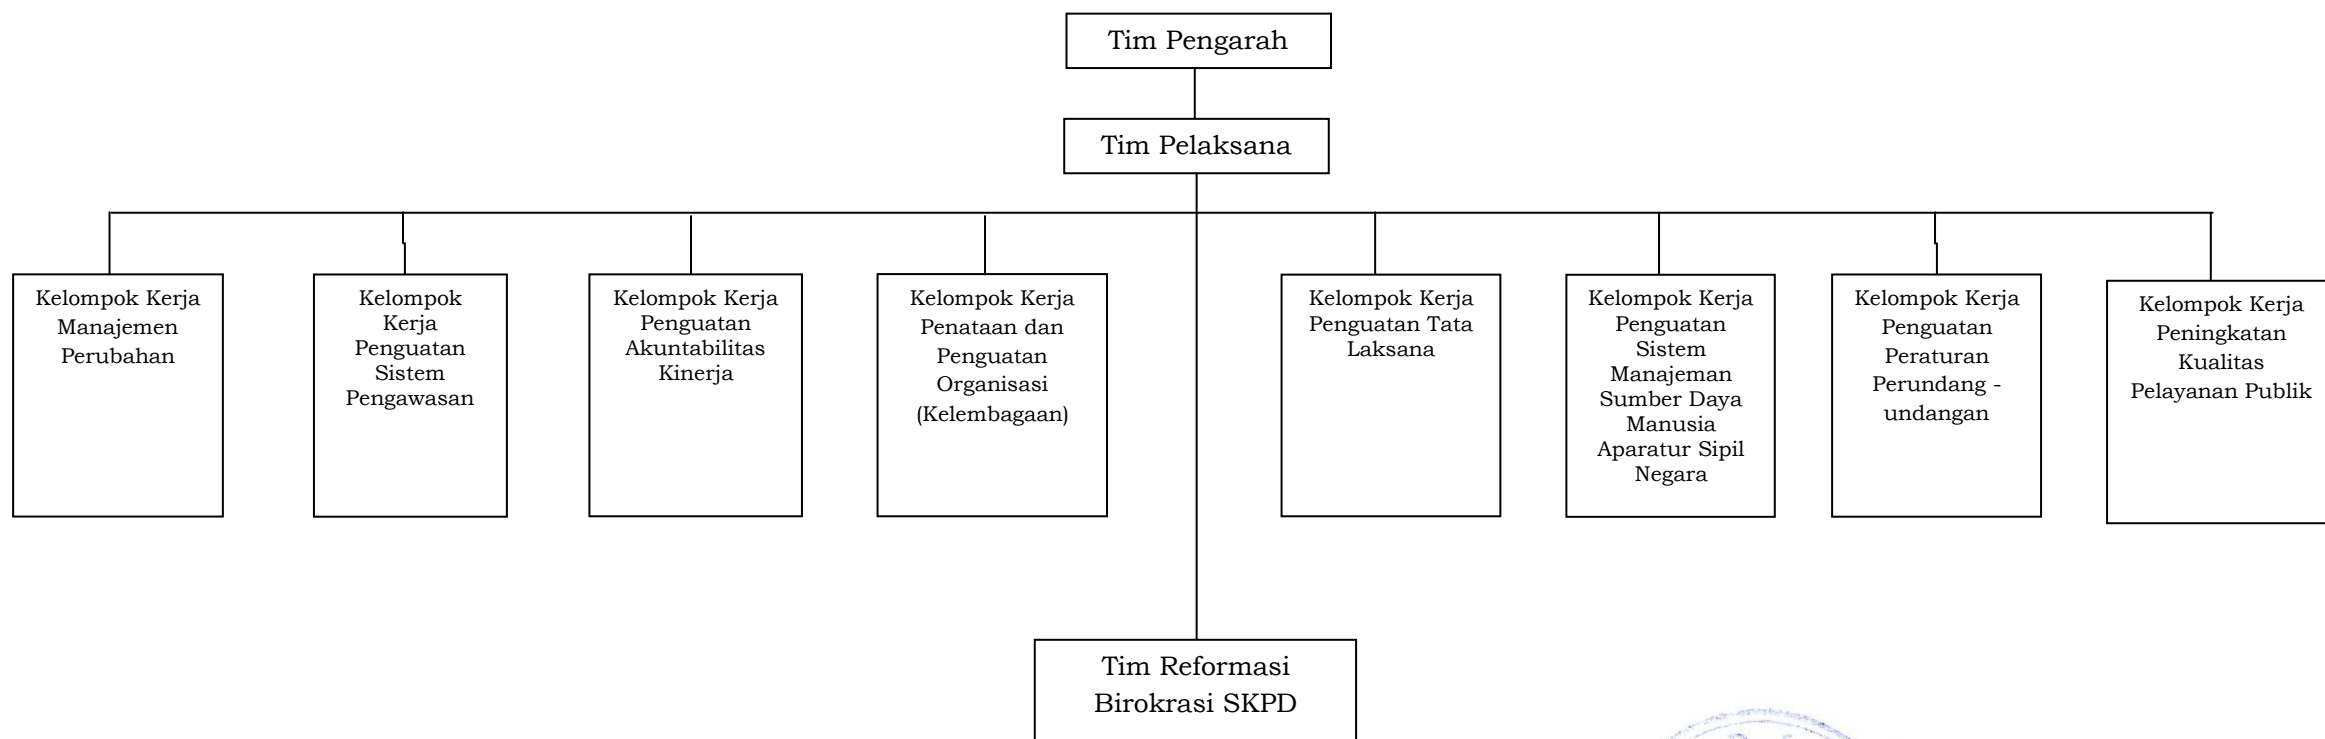 Tim Pengarah
Tim Pelaksana
Kelompok Kerja
Manajemen
Perubahan
Kelompok
Kerja
Penguatan
Sistem
Pengawasan
Kelompok Kerja
Penguatan
Akuntabilitas
Kinerja
Kelompok Kerja
Penataan dan
Penguatan
Organisasi
(Kelembagaan)
Kelompok Kerja
Penguatan Tata
Laksana
Kelompok Kerja
Penguatan
Sistem
Manajeman
Sumber Daya
Manusia
Aparatur Sipil
Negara
Kelompok Kerja
Penguatan
Peraturan
Perundang -
undangan
Kelompok Kerja
Peningkatan
Kualitas
Pelayanan Publik
Tim Reformasi
Birokrasi SKPD